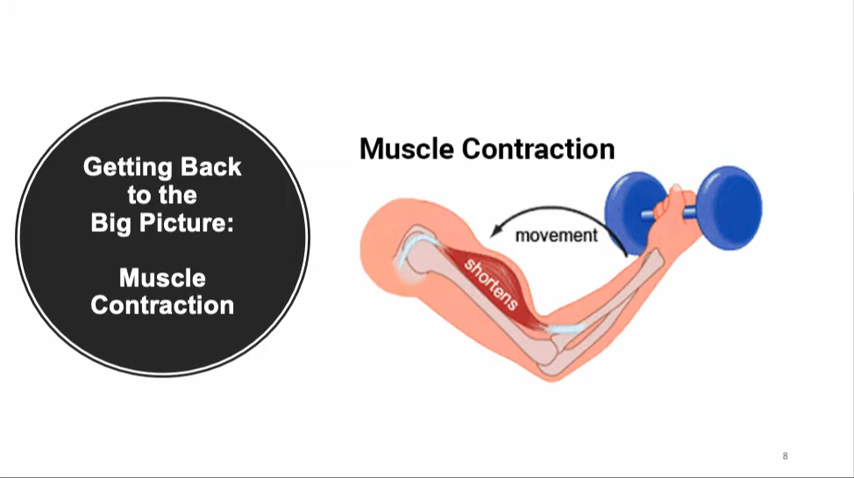 Getting Back
to the
Big Picture:
Muscle
Contraction
Muscle Contraction
movement
shortens
8